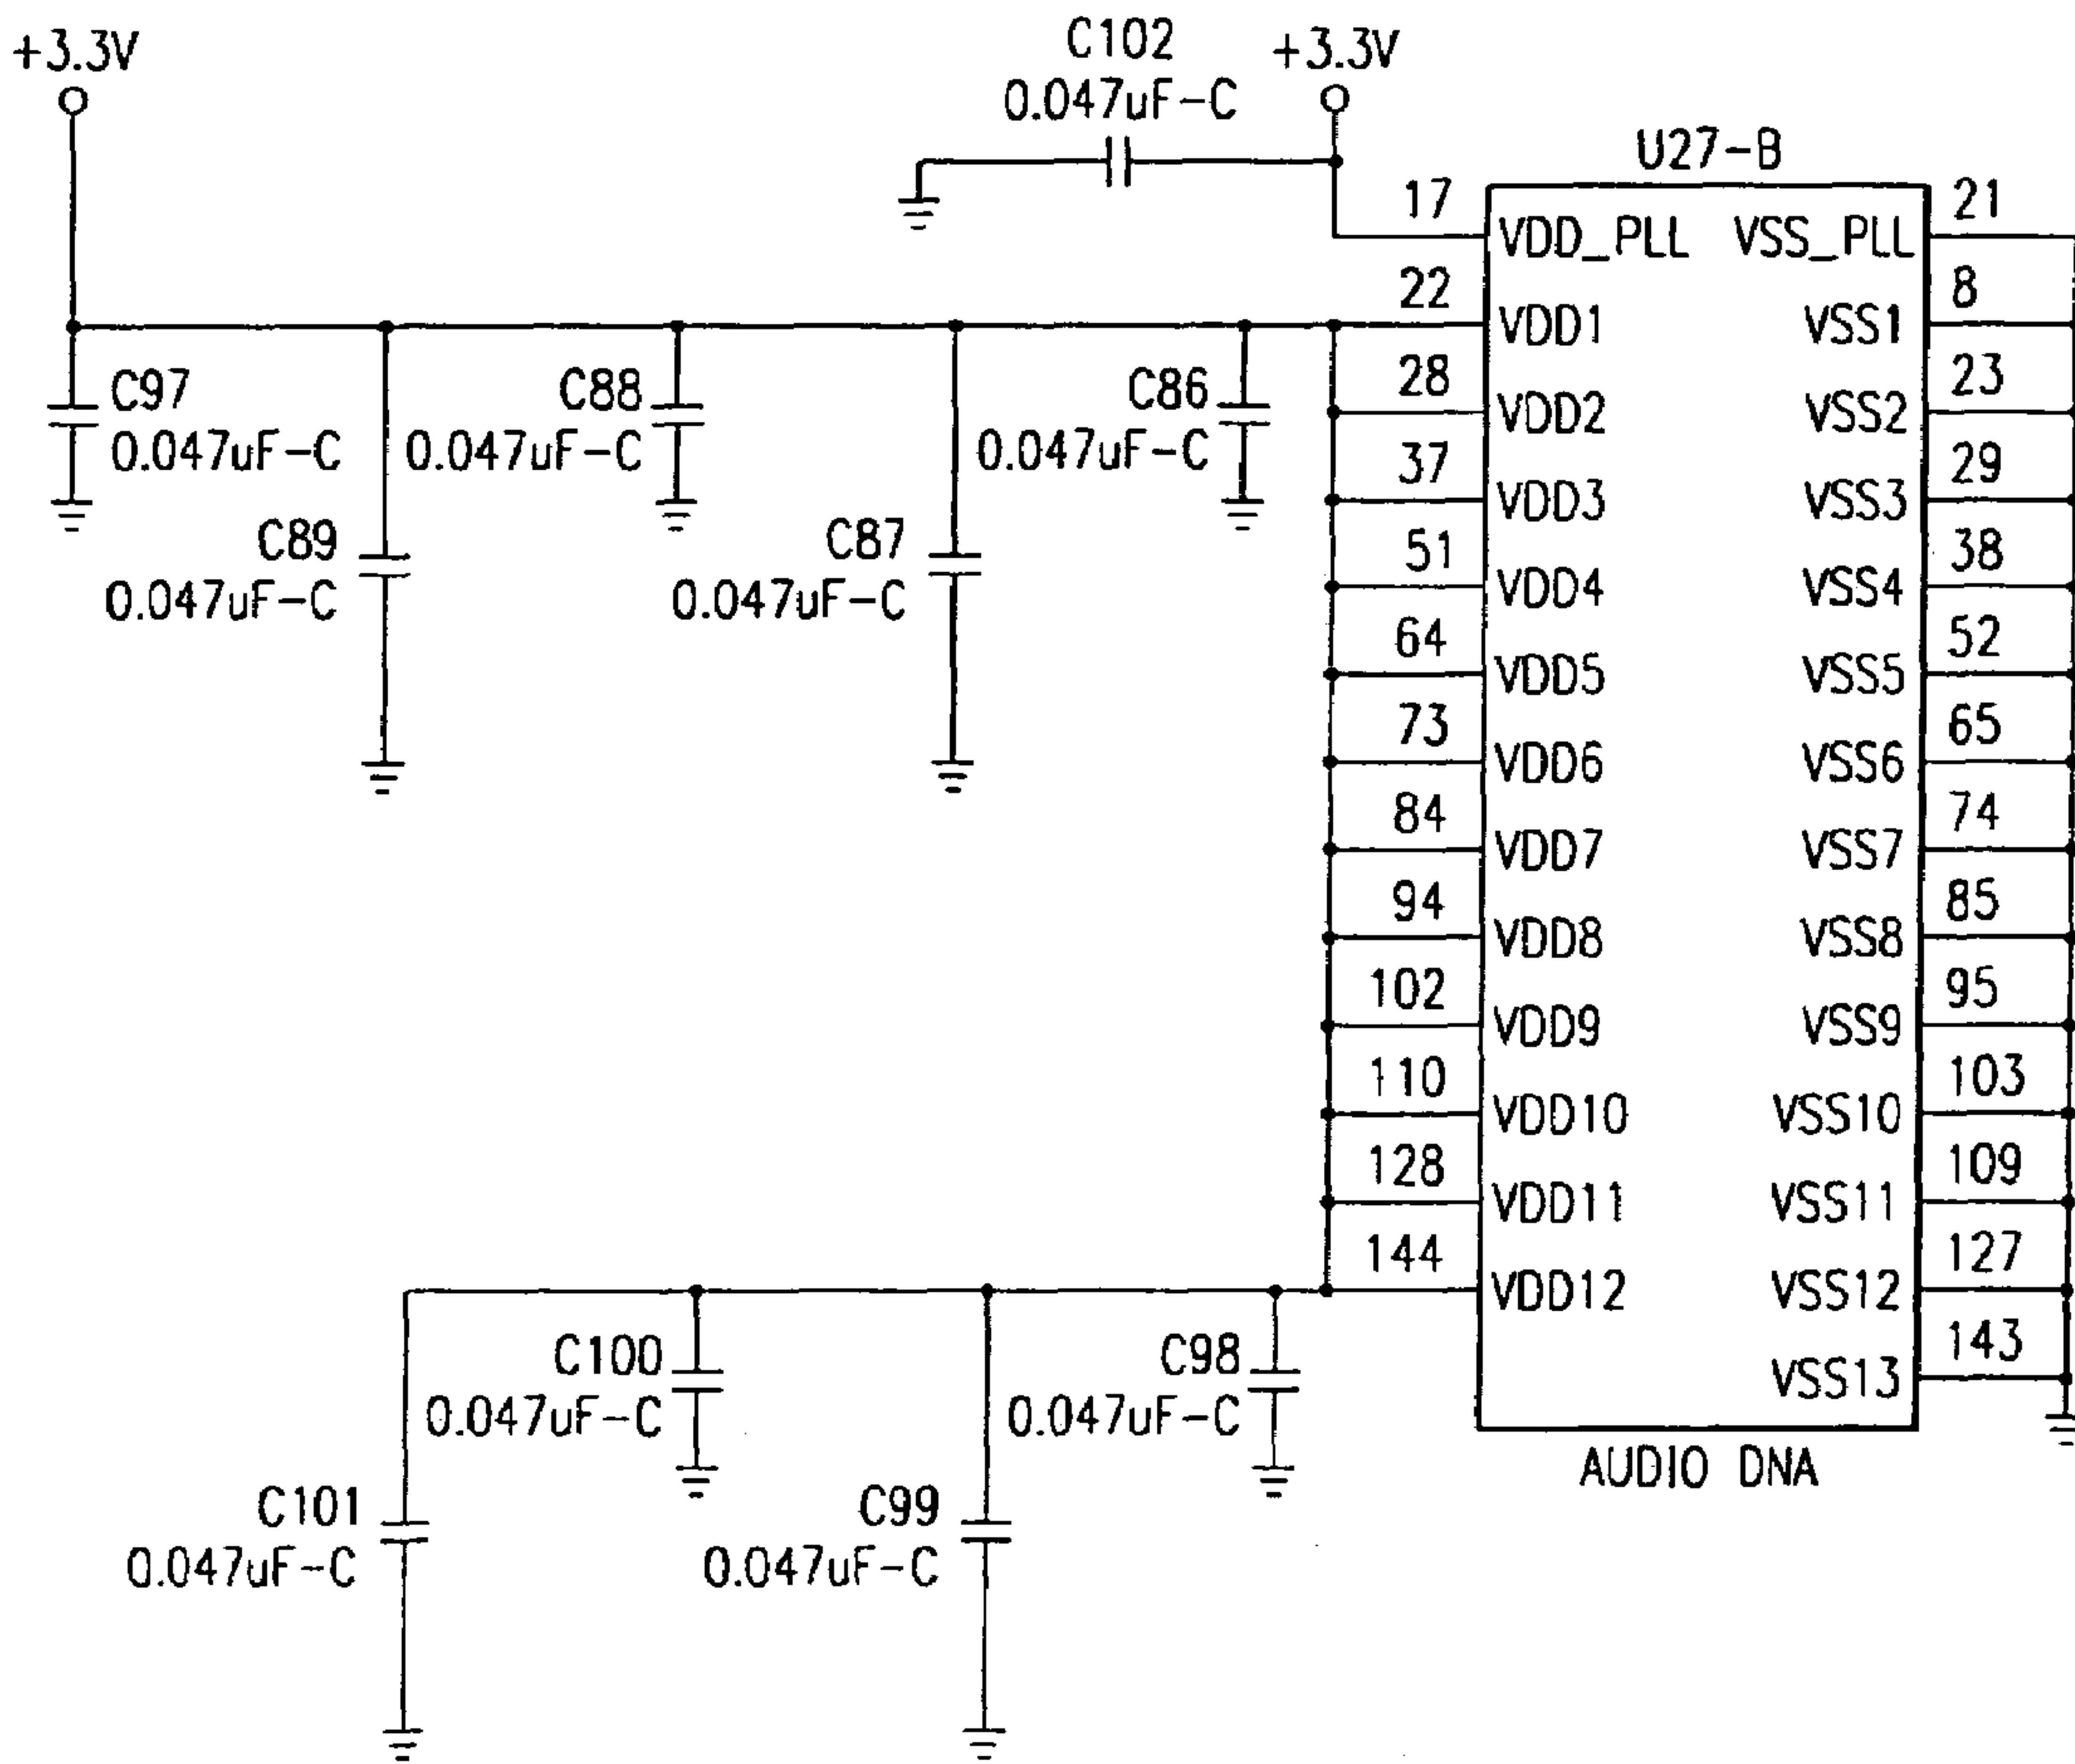 +3.3V
C102
0.047uF-C
+3.3V
U27-B
17
VDD_PLL
VSS_PLL
21
22
VDD1
VSS1
8
28
VDD2
VSS2
23
37
VDD3
VSS3
29
51
VDD4
VSS4
38
64
VDD5
VSS5
52
73
VDD6
VSS6
65
84
VDD7
VSS7
74
94
VDD8
VSS8
85
102
VDD9
VSS9
95
110
VDD10
VSS10
103
128
VDD11
VSS11
109
144
VDD12
VSS12
127
VSS13
143
AUDIO DNA
C97
0.047uF-C
C88
0.047uF-C
C86
0.047uF-C
C89
0.047uF-C
C87
0.047uF-C
C100
0.047uF-C
C98
0.047uF-C
C101
0.047uF-C
C99
0.047uF-C